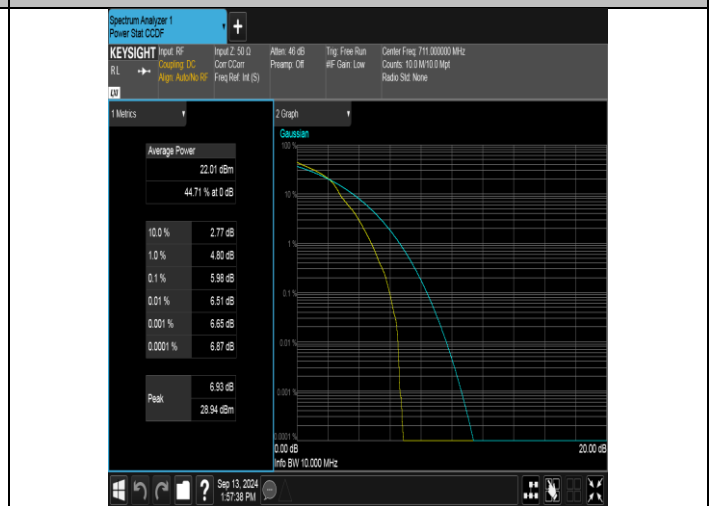 Spectrum Analyzer 1
Power Stat CCDF
+
KEYSIGHT
RL
LXI
Input: RF
Coupling: DC
Align: Auto/No RF
Input Z: 50 Ω
Corr CCorr
Freq Ref: Int (S)
Atten: 46 dB
Preamp: Off
Trig: Free Run
#IF Gain: Low
Center Freq: 711.000000 MHz
Counts: 10.0 M/10.0 Mpt
Radio Std: None
1 Metrics
Average Power
22.01 dBm
44.71 % at 0 dB
10.0 % 2.77 dB
1.0 % 4.80 dB
0.1 % 5.98 dB
0.01 % 6.51 dB
0.001 % 6.65 dB
0.0001 % 6.87 dB
Peak
6.93 dB
28.94 dBm
2 Graph
Gaussian
100 %
10 %
1 %
0.1 %
0.01 %
0.001 %
0.0001 %
0.00 dB
20.00 dB
Info BW 10.000 MHz
?
Sep 13, 2024
1:57:38 PM